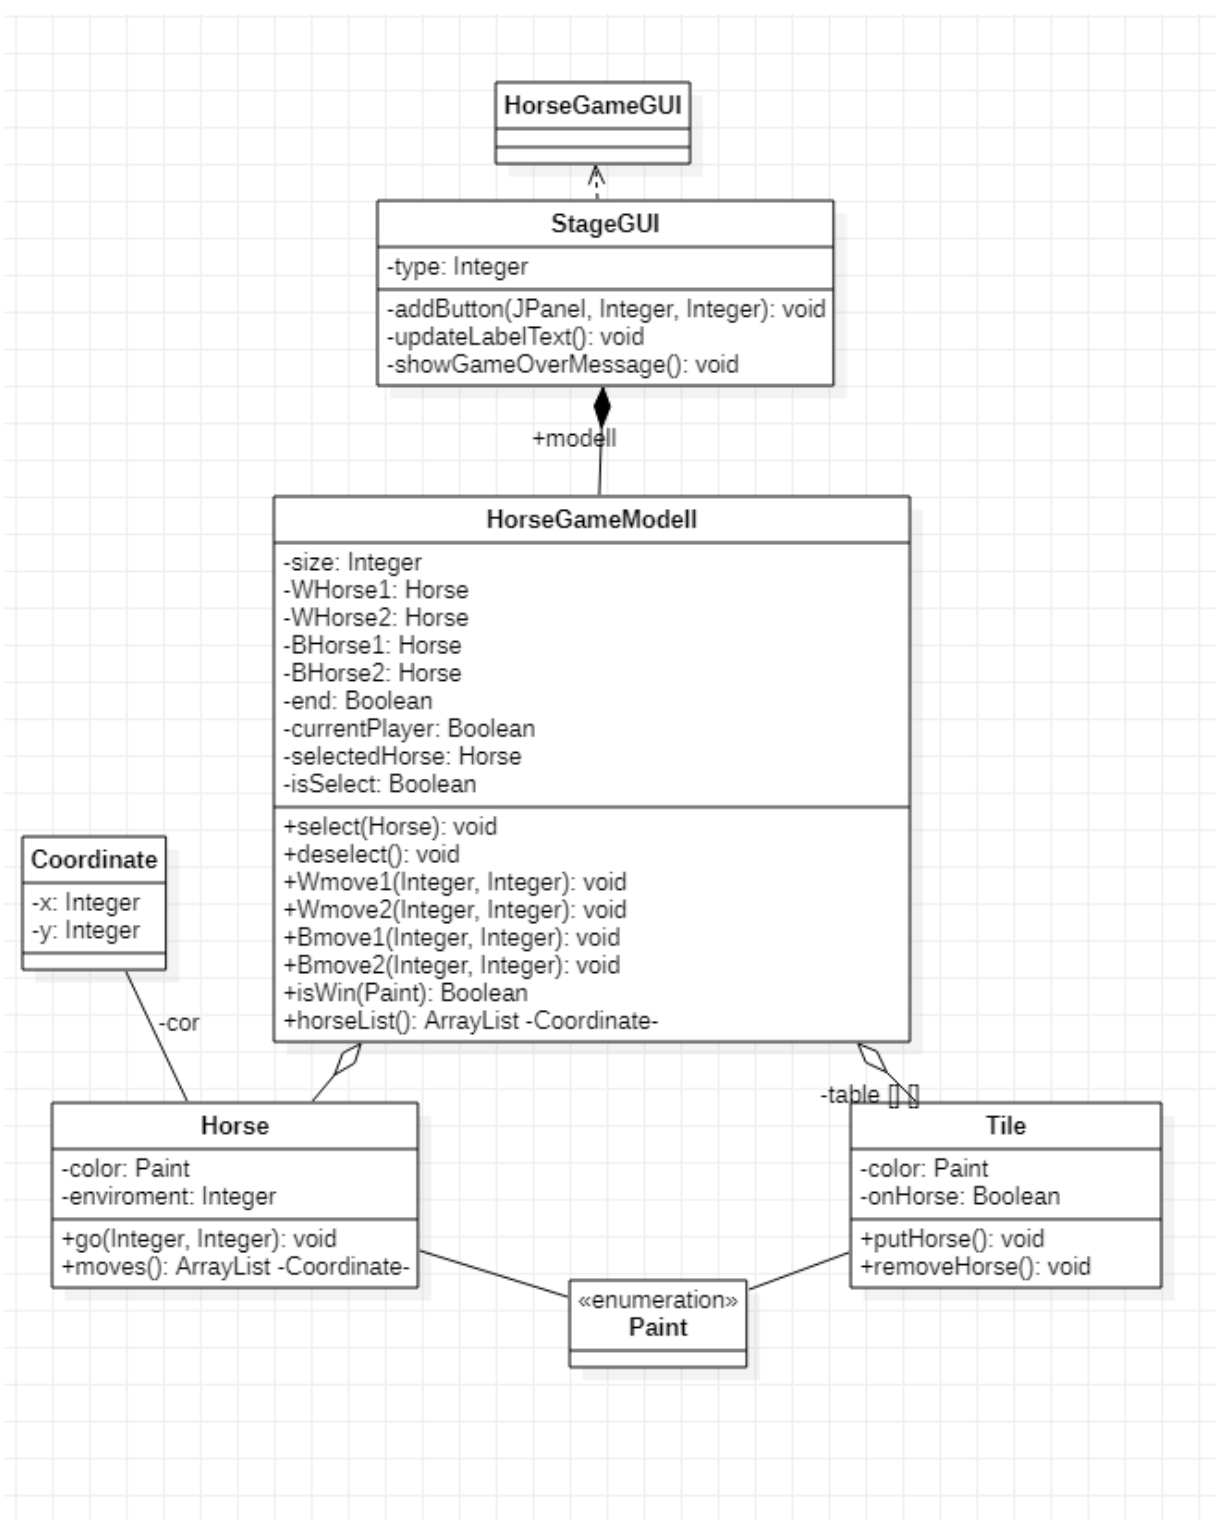 HorseGameGUI
StageGUI
-type: Integer
-addButton(JPanel, Integer, Integer): void
-updateLabelText(): void
-showGameOverMessage(): void
+modell
HorseGameModell
-size: Integer
-WHorse1: Horse
-WHorse2: Horse
-BHorse1: Horse
-BHorse2: Horse
-end: Boolean
-currentPlayer: Boolean
-selectedHorse: Horse
-isSelect: Boolean
+select(Horse): void
+deselect(): void
+Wmove1(Integer, Integer): void
+Wmove2(Integer, Integer): void
+Bmove1(Integer, Integer): void
+Bmove2(Integer, Integer): void
+isWin(Paint): Boolean
+horseList(): ArrayList -Coordinate-
Coordinate
-x: Integer
-y: Integer
-cor
-table [] []
Horse
-color: Paint
-enviroment: Integer
+go(Integer, Integer): void
+moves(): ArrayList -Coordinate-
Tile
-color: Paint
-onHorse: Boolean
+putHorse(): void
+removeHorse(): void
«enumeration»
Paint